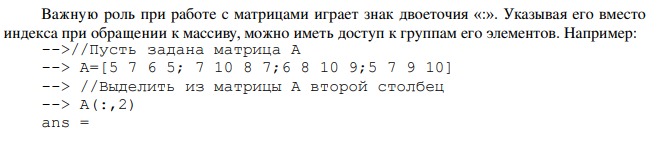 Важную роль при работе с матрицами играет знак двоеточия «:». Указывая его вместо
индекса при обращении к массиву, можно иметь доступ к группам его элементов. Например:
-->//Пусть задана матрица А
--> A=[5 7 6 5; 7 10 8 7;6 8 10 9;5 7 9 10]
--> //Выделить из матрицы А второй столбец
--> A(:,2)
ans =